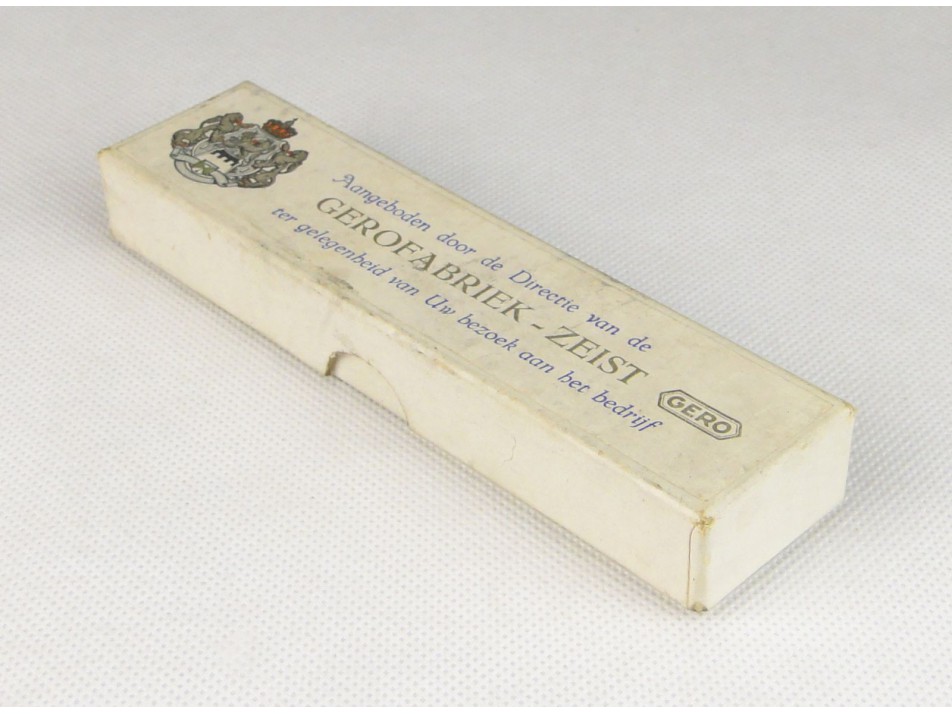 Aangeboden door de Directie van de
GEROFABRIEK - ZEIST
ter gelegenheid van Uw bezoek aan het bedrijf
GERO